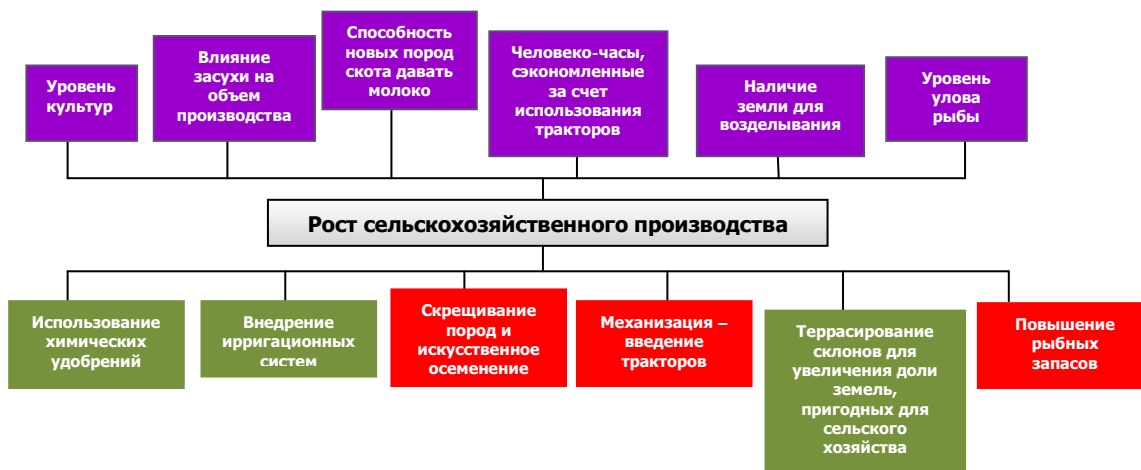 Уровень
культур
Влияние
засухи на
объем
производства
Способность
новых пород
скота давать
молоко
Человеко-часы,
сэкономленные
за счет
использования
тракторов
Наличие
земли для
возделывания
Уровень
улова
рыбы
Рост сельскохозяйственного производства
Использование
химических
удобрений
Внедрение
ирригационных
систем
Скрещивание
пород и
искусственное
осеменение
Механизация –
введение
тракторов
Террасирование
склонов для
увеличения доли
земель,
пригодных для
сельского
хозяйства
Повышение
рыбных
запасов